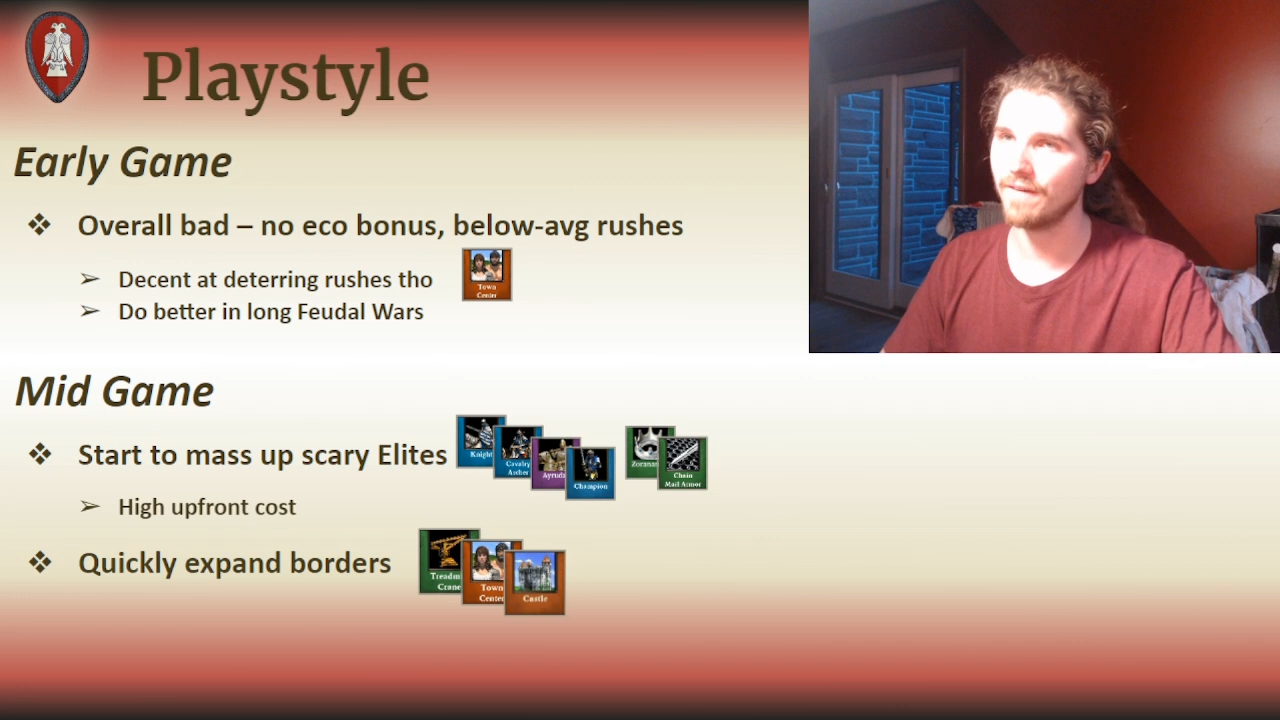 Playstyle
Early Game
❖ Overall bad – no eco bonus, below-avg rushes
➢ Decent at deterring rushes tho
Town
Center
➢ Do better in long Feudal Wars
Mid Game
❖ Start to mass up scary Elites
Knight
Cavalry
Archer
Champion
Chain
Mail Armor
➢ High upfront cost
❖ Quickly expand borders
Crane
Town
Center
Castle